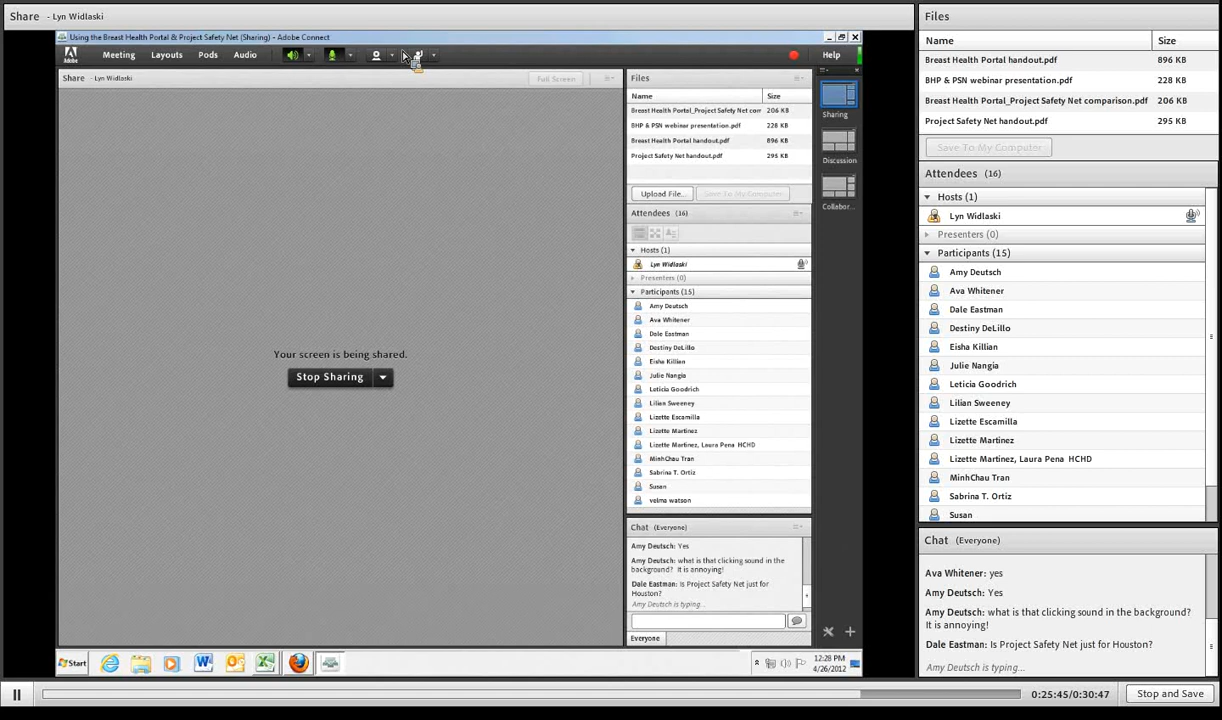 Share - Lyn Widlaski
Using the Breast Health Portal & Project Safety Net (Sharing) - Adobe Connect
Adobe
Meeting Layouts Pods Audio
Help
Share - Lyn Widlaski
Full Screen
Your screen is being shared.
Stop Sharing
Files
Name Size
Breast Health Portal_Project Safety Net com 206 KB
BHP & PSN webinar presentation.pdf 228 KB
Breast Health Portal handout.pdf 896 KB
Project Safety Net handout.pdf 295 KB
Upload File... Save To My Computer
Attendees (16)
Hosts (1)
Lyn Widlaski
Presenters (0)
Participants (15)
Amy Deutsch
Ava Whitener
Dale Eastman
Destiny DeLillo
Eisha Killian
Julie Nangia
Leticia Goodrich
Lilian Sweeney
Lizette Escamilla
Lizette Martinez
Lizette Martinez, Laura Pena HCHD
MinhChau Tran
Sabrina T. Ortiz
Susan
velma watson
Chat (Everyone)
Amy Deutsch: Yes
Amy Deutsch: what is that clicking sound in the
background? It is annoying!
Dale Eastman: Is Project Safety Net just for
Houston?
Amy Deutsch is typing...
Everyone
Sharing
Discussion
Collabor...
Start
12:28 PM
4/26/2012
Files
Name Size
Breast Health Portal handout.pdf 896 KB
BHP & PSN webinar presentation.pdf 228 KB
Breast Health Portal_Project Safety Net comparison.pdf 206 KB
Project Safety Net handout.pdf 295 KB
Save To My Computer
Attendees (16)
Hosts (1)
Lyn Widlaski
Presenters (0)
Participants (15)
Amy Deutsch
Ava Whitener
Dale Eastman
Destiny DeLillo
Eisha Killian
Julie Nangia
Leticia Goodrich
Lilian Sweeney
Lizette Escamilla
Lizette Martinez
Lizette Martinez, Laura Pena HCHD
MinhChau Tran
Sabrina T. Ortiz
Susan
Chat (Everyone)
Ava Whitener: yes
Amy Deutsch: Yes
Amy Deutsch: what is that clicking sound in the background?
It is annoying!
Dale Eastman: Is Project Safety Net just for Houston?
Amy Deutsch is typing...
0:25:45/0:30:47
Stop and Save